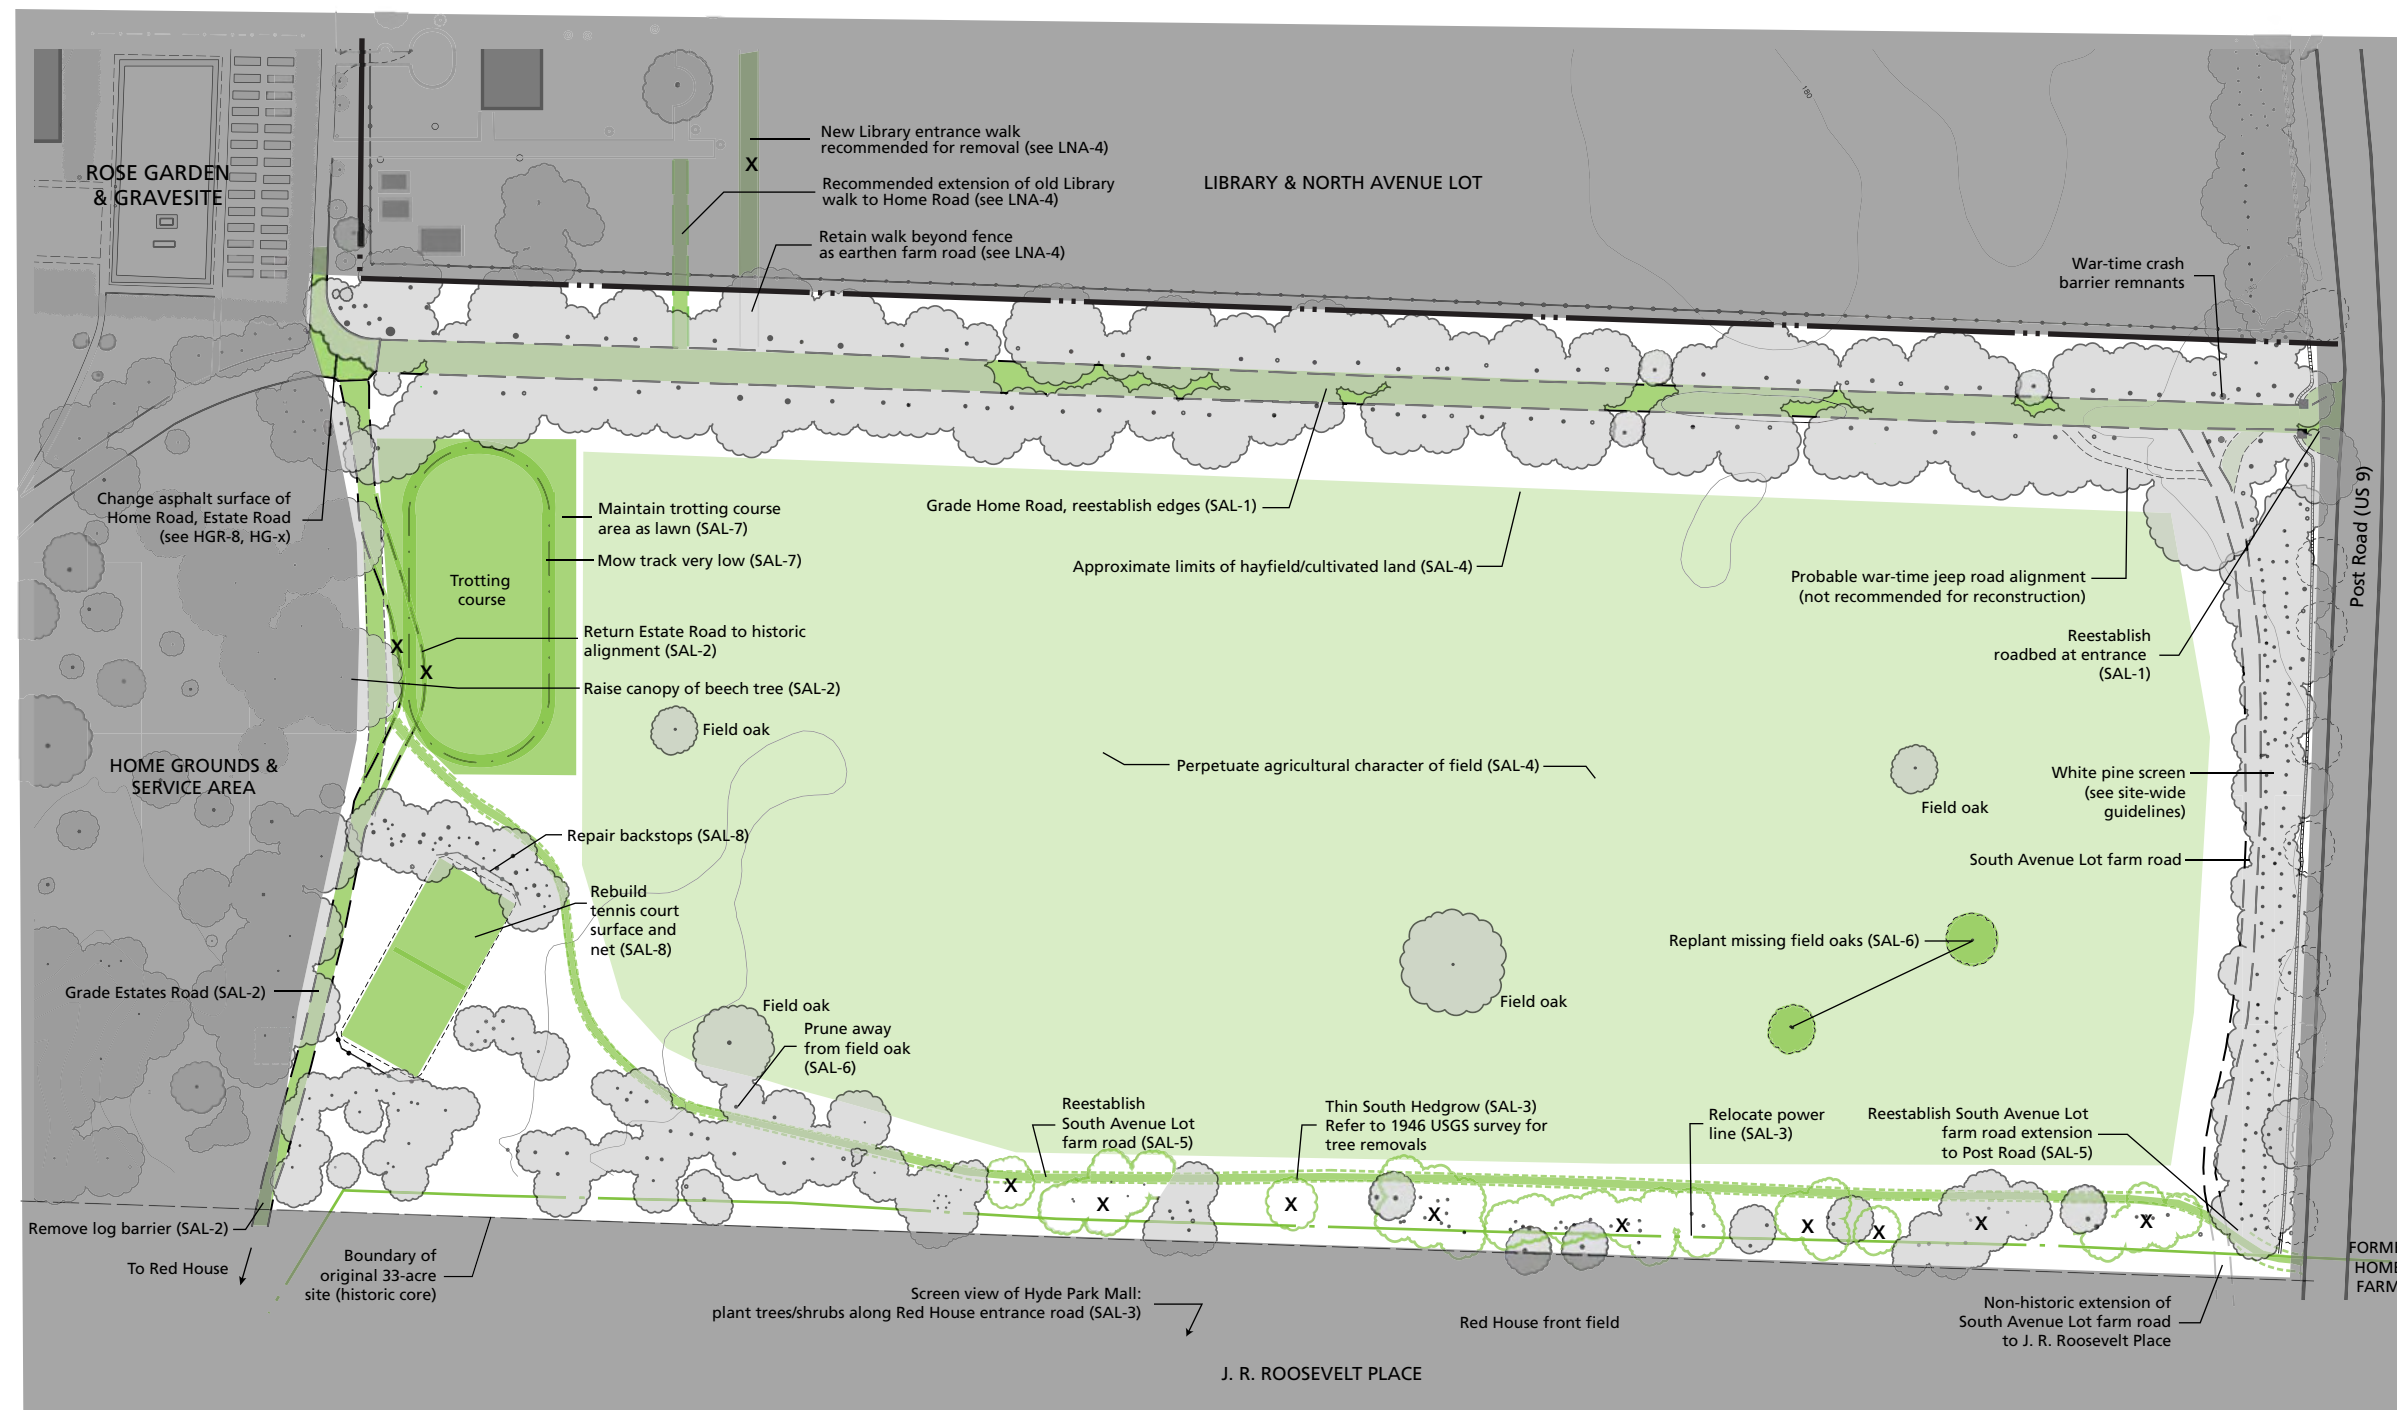 180
New Library entrance walk
recommended for removal (see LNA-4)
X
ROSE GARDEN
& GRAVESITE
Recommended extension of old Library
walk to Home Road (see LNA-4)
LIBRARY & NORTH AVENUE LOT
Retain walk beyond fence
as earthen farm road (see LNA-4)
War-time crash
barrier remnants
Change asphalt surface of
Home Road, Estate Road
(see HGR-8, HG-x)
Maintain trotting course
area as lawn (SAL-7)
Mow track very low (SAL-7)
Trotting
course
Grade Home Road, reestablish edges (SAL-1)
Approximate limits of hayfield/cultivated land (SAL-4)
Probable war-time jeep road alignment
(not recommended for reconstruction)
Post Road (US 9)
Return Estate Road to historic
alignment (SAL-2)
X
X
Raise canopy of beech tree (SAL-2)
Reestablish
roadbed at entrance
(SAL-1)
Field oak
HOME GROUNDS &
SERVICE AREA
Perpetuate agricultural character of field (SAL-4)
Field oak
White pine screen
(see site-wide
guidelines)
Repair backstops (SAL-8)
South Avenue Lot farm road
Rebuild
tennis court
surface and
net (SAL-8)
Replant missing field oaks (SAL-6)
Grade Estates Road (SAL-2)
Field oak
Field oak
Prune away
from field oak
(SAL-6)
Reestablish
South Avenue Lot
farm road (SAL-5)
Thin South Hedgrow (SAL-3)
Refer to 1946 USGS survey for
tree removals
Relocate power
line (SAL-3)
Reestablish South Avenue Lot
farm road extension
to Post Road (SAL-5)
X
X
X
X
X
X
X
X
X
Remove log barrier (SAL-2)
To Red House
Boundary of
original 33-acre
site (historic core)
Screen view of Hyde Park Mall:
plant trees/shrubs along Red House entrance road (SAL-3)
Red House front field
Non-historic extension of
South Avenue Lot farm road
to J. R. Roosevelt Place
HOME
FARM
J. R. ROOSEVELT PLACE